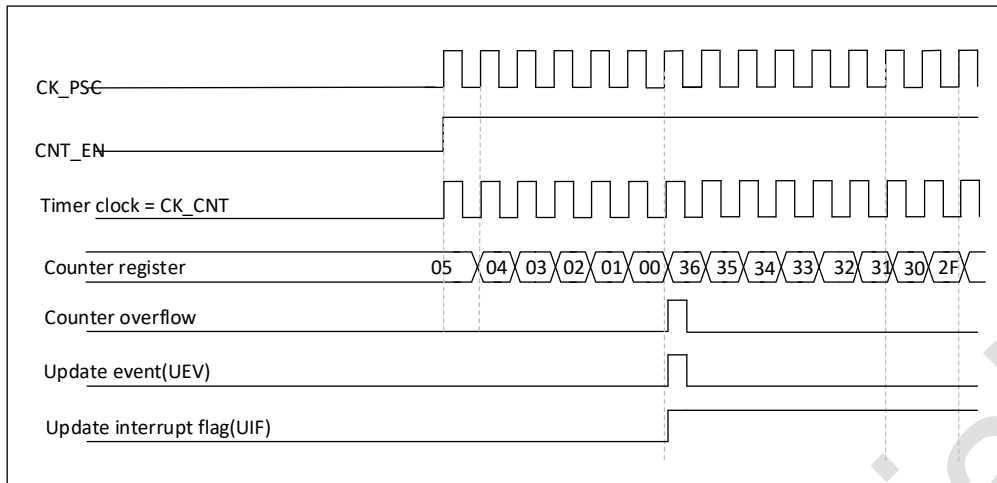 CK_PSC
CNT_EN
Timer clock = CK_CNT
Counter register 05 04 03 02 01 00 36 35 34 33 32 31 30 2F
Counter overflow
Update event(UEV)
Update interrupt flag(UIF)